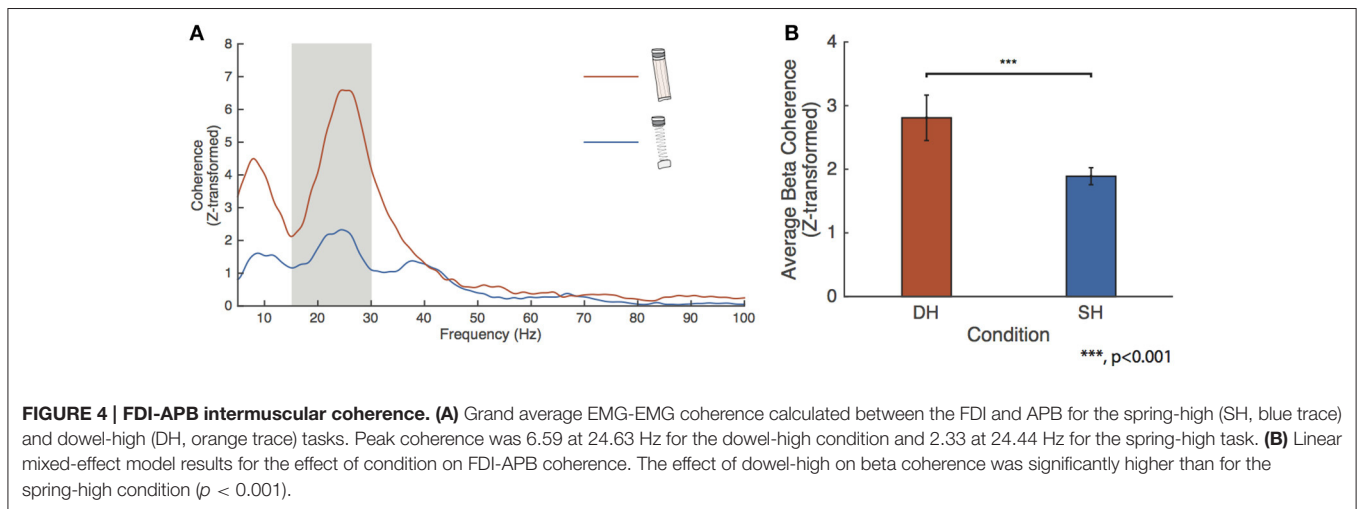 A
Coherence
(Z-transformed)
8
7
6
5
4
3
2
1
0
10 20 30 40 50 60 70 80 90 100
Frequency (Hz)
B
Average Beta Coherence
(Z-transformed)
4
3
2
1
0
***
DH SH
Condition
***, p<0.001
FIGURE 4 | FDI-APB intermuscular coherence. (A) Grand average EMG-EMG coherence calculated between the FDI and APB for the spring-high (SH, blue trace)
and dowel-high (DH, orange trace) tasks. Peak coherence was 6.59 at 24.63 Hz for the dowel-high condition and 2.33 at 24.44 Hz for the spring-high task. (B) Linear
mixed-effect model results for the effect of condition on FDI-APB coherence. The effect of dowel-high on beta coherence was significantly higher than for the
spring-high condition (p < 0.001).